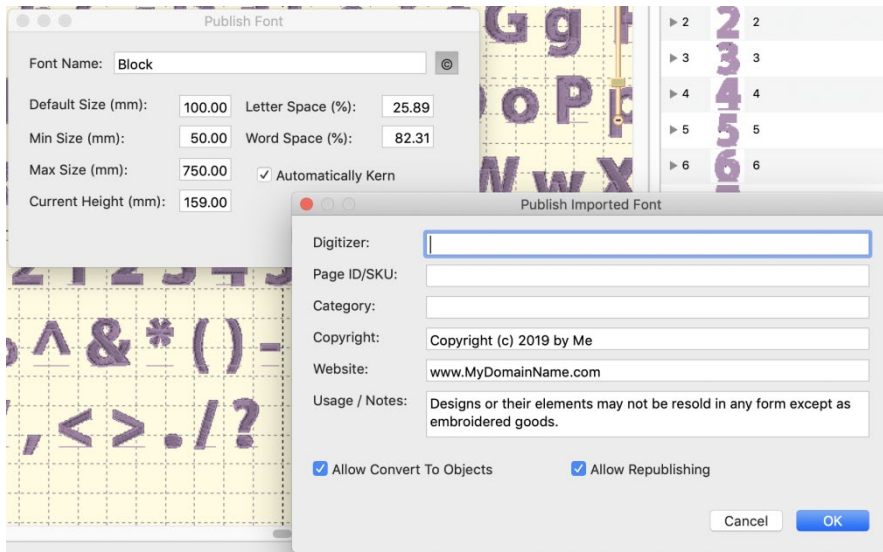 Publish Font
Font Name: Block ©
Default Size (mm): 100.00 Letter Space (%): 25.89
Min Size (mm): 50.00 Word Space (%): 82.31
Max Size (mm): 750.00 Automatically Kern
Current Height (mm): 159.00
G g
o P p
W w X
2 2
3 3
4 4
5 5
6 6
Publish Imported Font
Digitizer:
Page ID/SKU:
Category:
Copyright: Copyright (c) 2019 by Me
Website: www.MyDomainName.com
Usage / Notes: Designs or their elements may not be resold in any form except as
embroidered goods.
Allow Convert To Objects Allow Republishing
Cancel OK
^ & * ( ) -
, < > . / ?